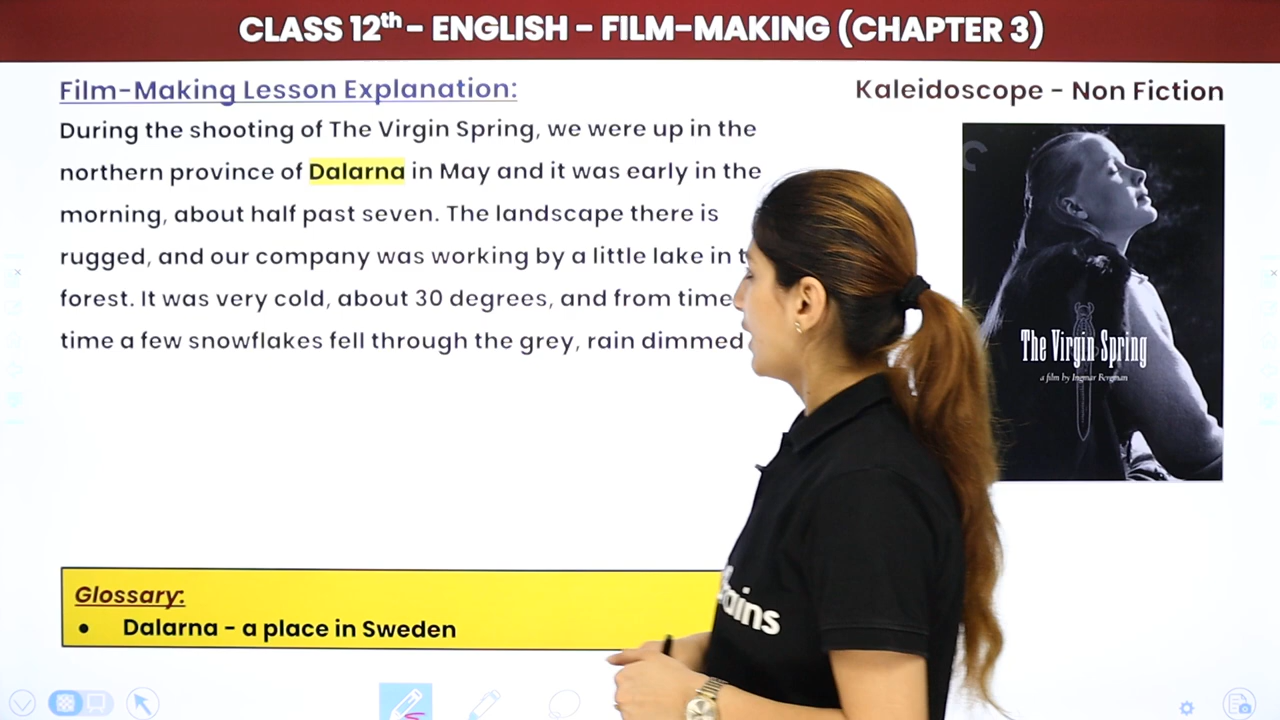 CLASS 12th - ENGLISH - FILM-MAKING (CHAPTER 3)
Film-Making Lesson Explanation:
Kaleidoscope - Non Fiction
During the shooting of The Virgin Spring, we were up in the
northern province of Dalarna in May and it was early in the
morning, about half past seven. The landscape there is
rugged, and our company was working by a little lake in
forest. It was very cold, about 30 degrees, and from time
time a few snowflakes fell through the grey, rain dimmed
The Virgin Spring
a film by Ingmar Bergman
Glossary:
• Dalarna - a place in Sweden